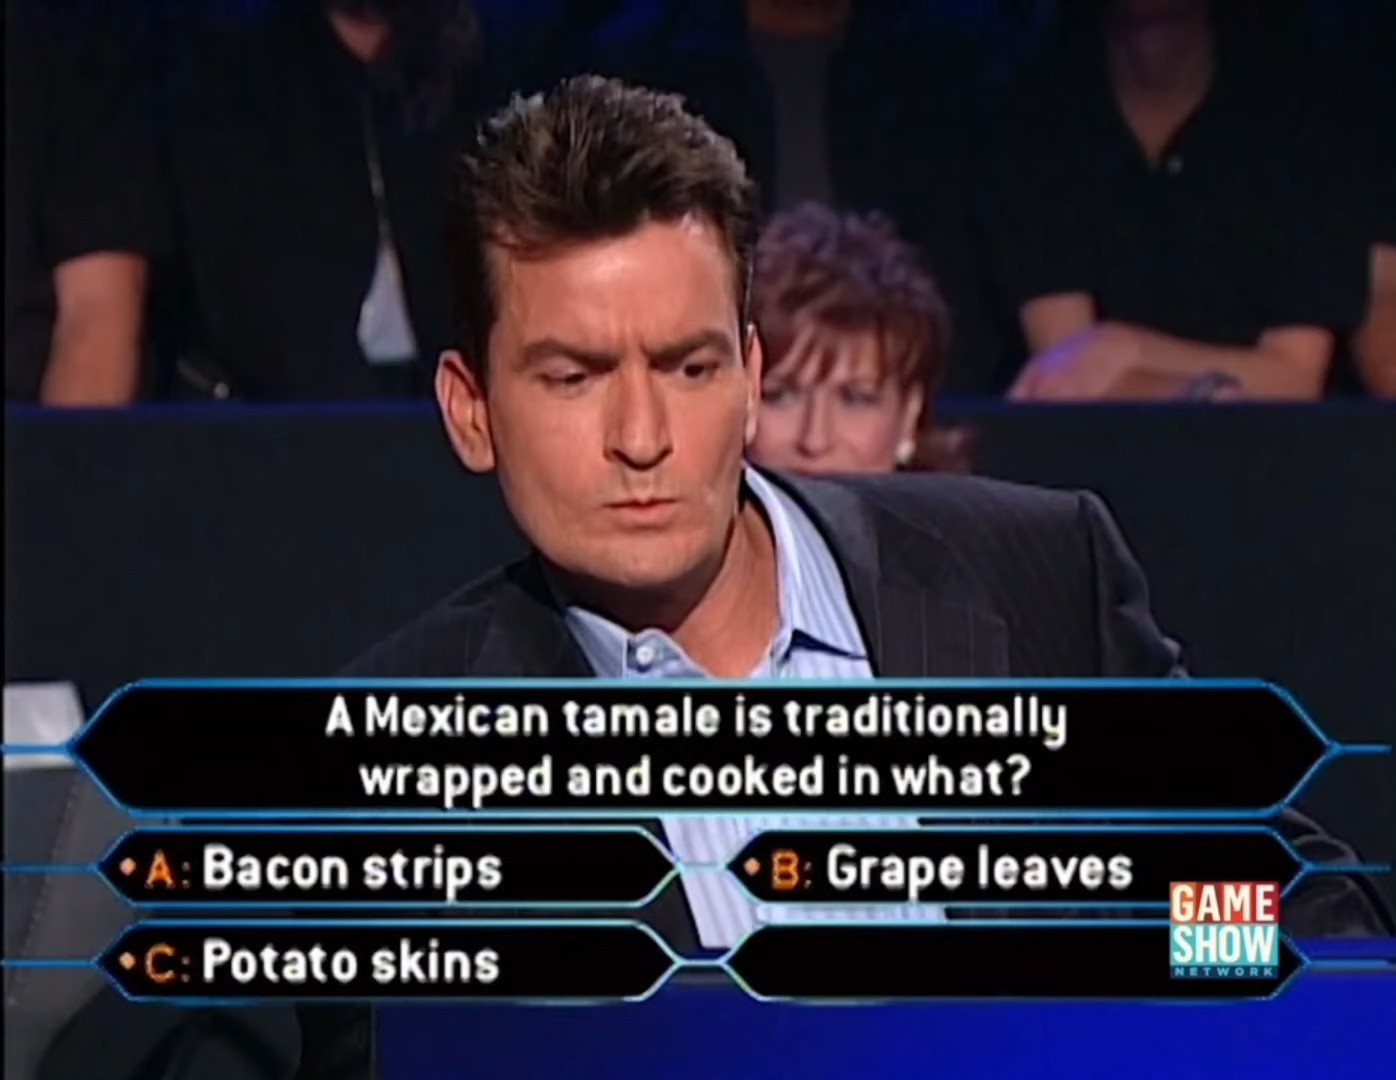 A Mexican tamale is traditionally
wrapped and cooked in what?
A: Bacon strips
B: Grape leaves
C: Potato skins
GAME
SHOW
NETWORK